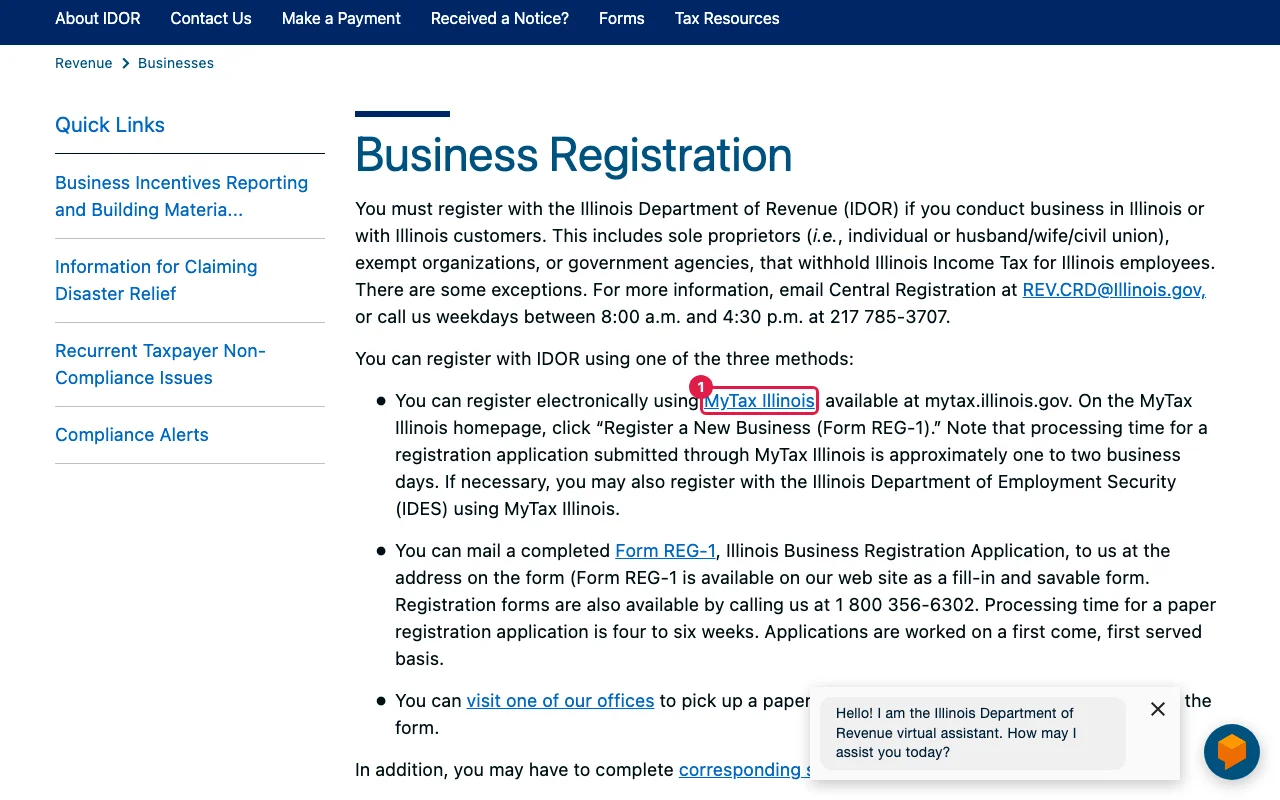 About IDOR Contact Us Make a Payment Received a Notice? Forms Tax Resources
Revenue Businesses
Quick Links
Business Incentives Reporting
and Building Materia...
Information for Claiming
Disaster Relief
Recurrent Taxpayer Non-
Compliance Issues
Compliance Alerts
Business Registration
You must register with the Illinois Department of Revenue (IDOR) if you conduct business in Illinois or
with Illinois customers. This includes sole proprietors (i.e., individual or husband/wife/civil union),
exempt organizations, or government agencies, that withhold Illinois Income Tax for Illinois employees.
There are some exceptions. For more information, email Central Registration at REV.CRD@Illinois.gov,
or call us weekdays between 8:00 a.m. and 4:30 p.m. at 217 785-3707.
You can register with IDOR using one of the three methods:
1
● You can register electronically using MyTax Illinois available at mytax.illinois.gov. On the MyTax
Illinois homepage, click “Register a New Business (Form REG-1).” Note that processing time for a
registration application submitted through MyTax Illinois is approximately one to two business
days. If necessary, you may also register with the Illinois Department of Employment Security
(IDES) using MyTax Illinois.
● You can mail a completed Form REG-1, Illinois Business Registration Application, to us at the
address on the form (Form REG-1 is available on our web site as a fill-in and savable form.
Registration forms are also available by calling us at 1 800 356-6302. Processing time for a paper
registration application is four to six weeks. Applications are worked on a first come, first served
basis.
● You can visit one of our offices to pick up a paper the
form.
In addition, you may have to complete corresponding
Hello! I am the Illinois Department of
Revenue virtual assistant. How may I
assist you today?